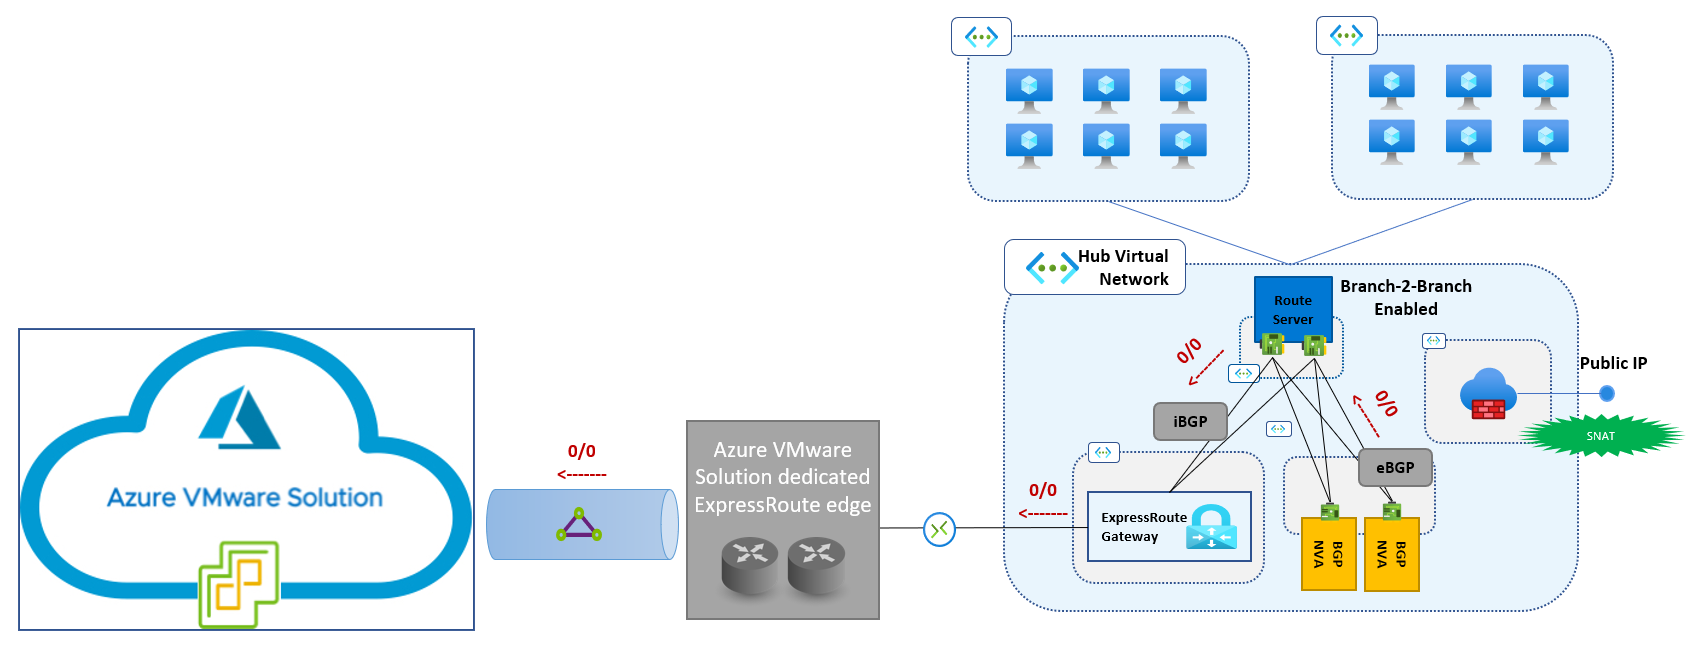 Hub Virtual
Network
Route
Server
Branch-2-Branch
Enabled
0/0
Public IP
0/0
iBGP
SNAT
Azure VMware
Solution dedicated
ExpressRoute edge
0/0
eBGP
0/0
Azure VMware Solution
ExpressRoute
Gateway
BGP
NVA
BGP
NVA